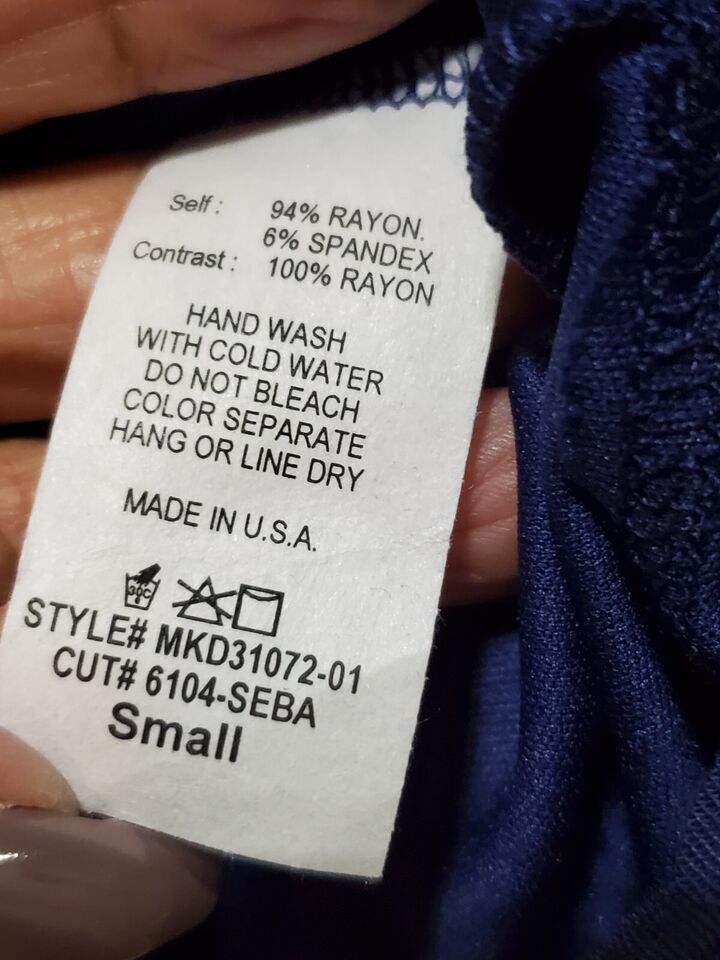 Self : 94% RAYON.
6% SPANDEX
Contrast : 100% RAYON
HAND WASH
WITH COLD WATER
DO NOT BLEACH
COLOR SEPARATE
HANG OR LINE DRY
MADE IN U.S.A.
30C
STYLE# MKD31072-01
CUT# 6104-SEBA
Small